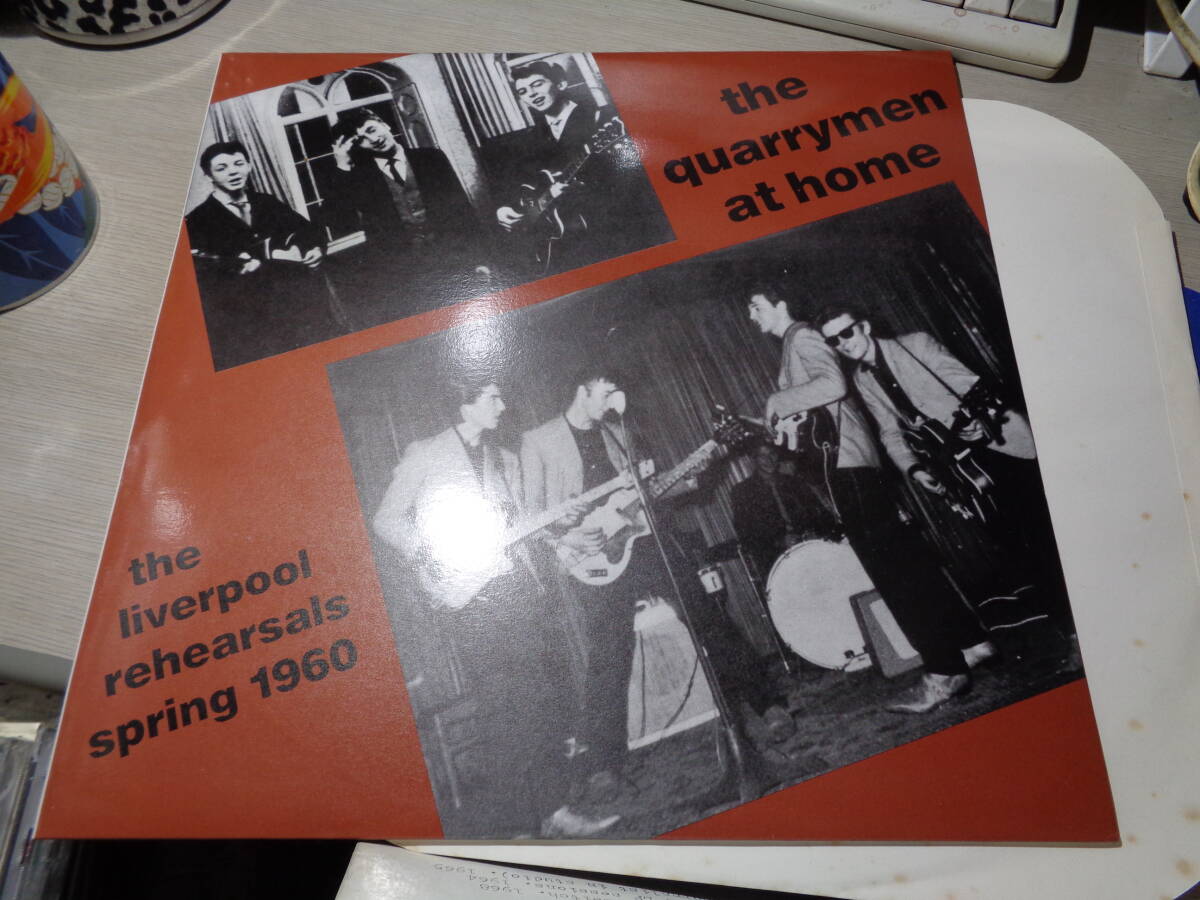 the
quarrymen
at home
the
liverpool
rehearsals
spring 1960